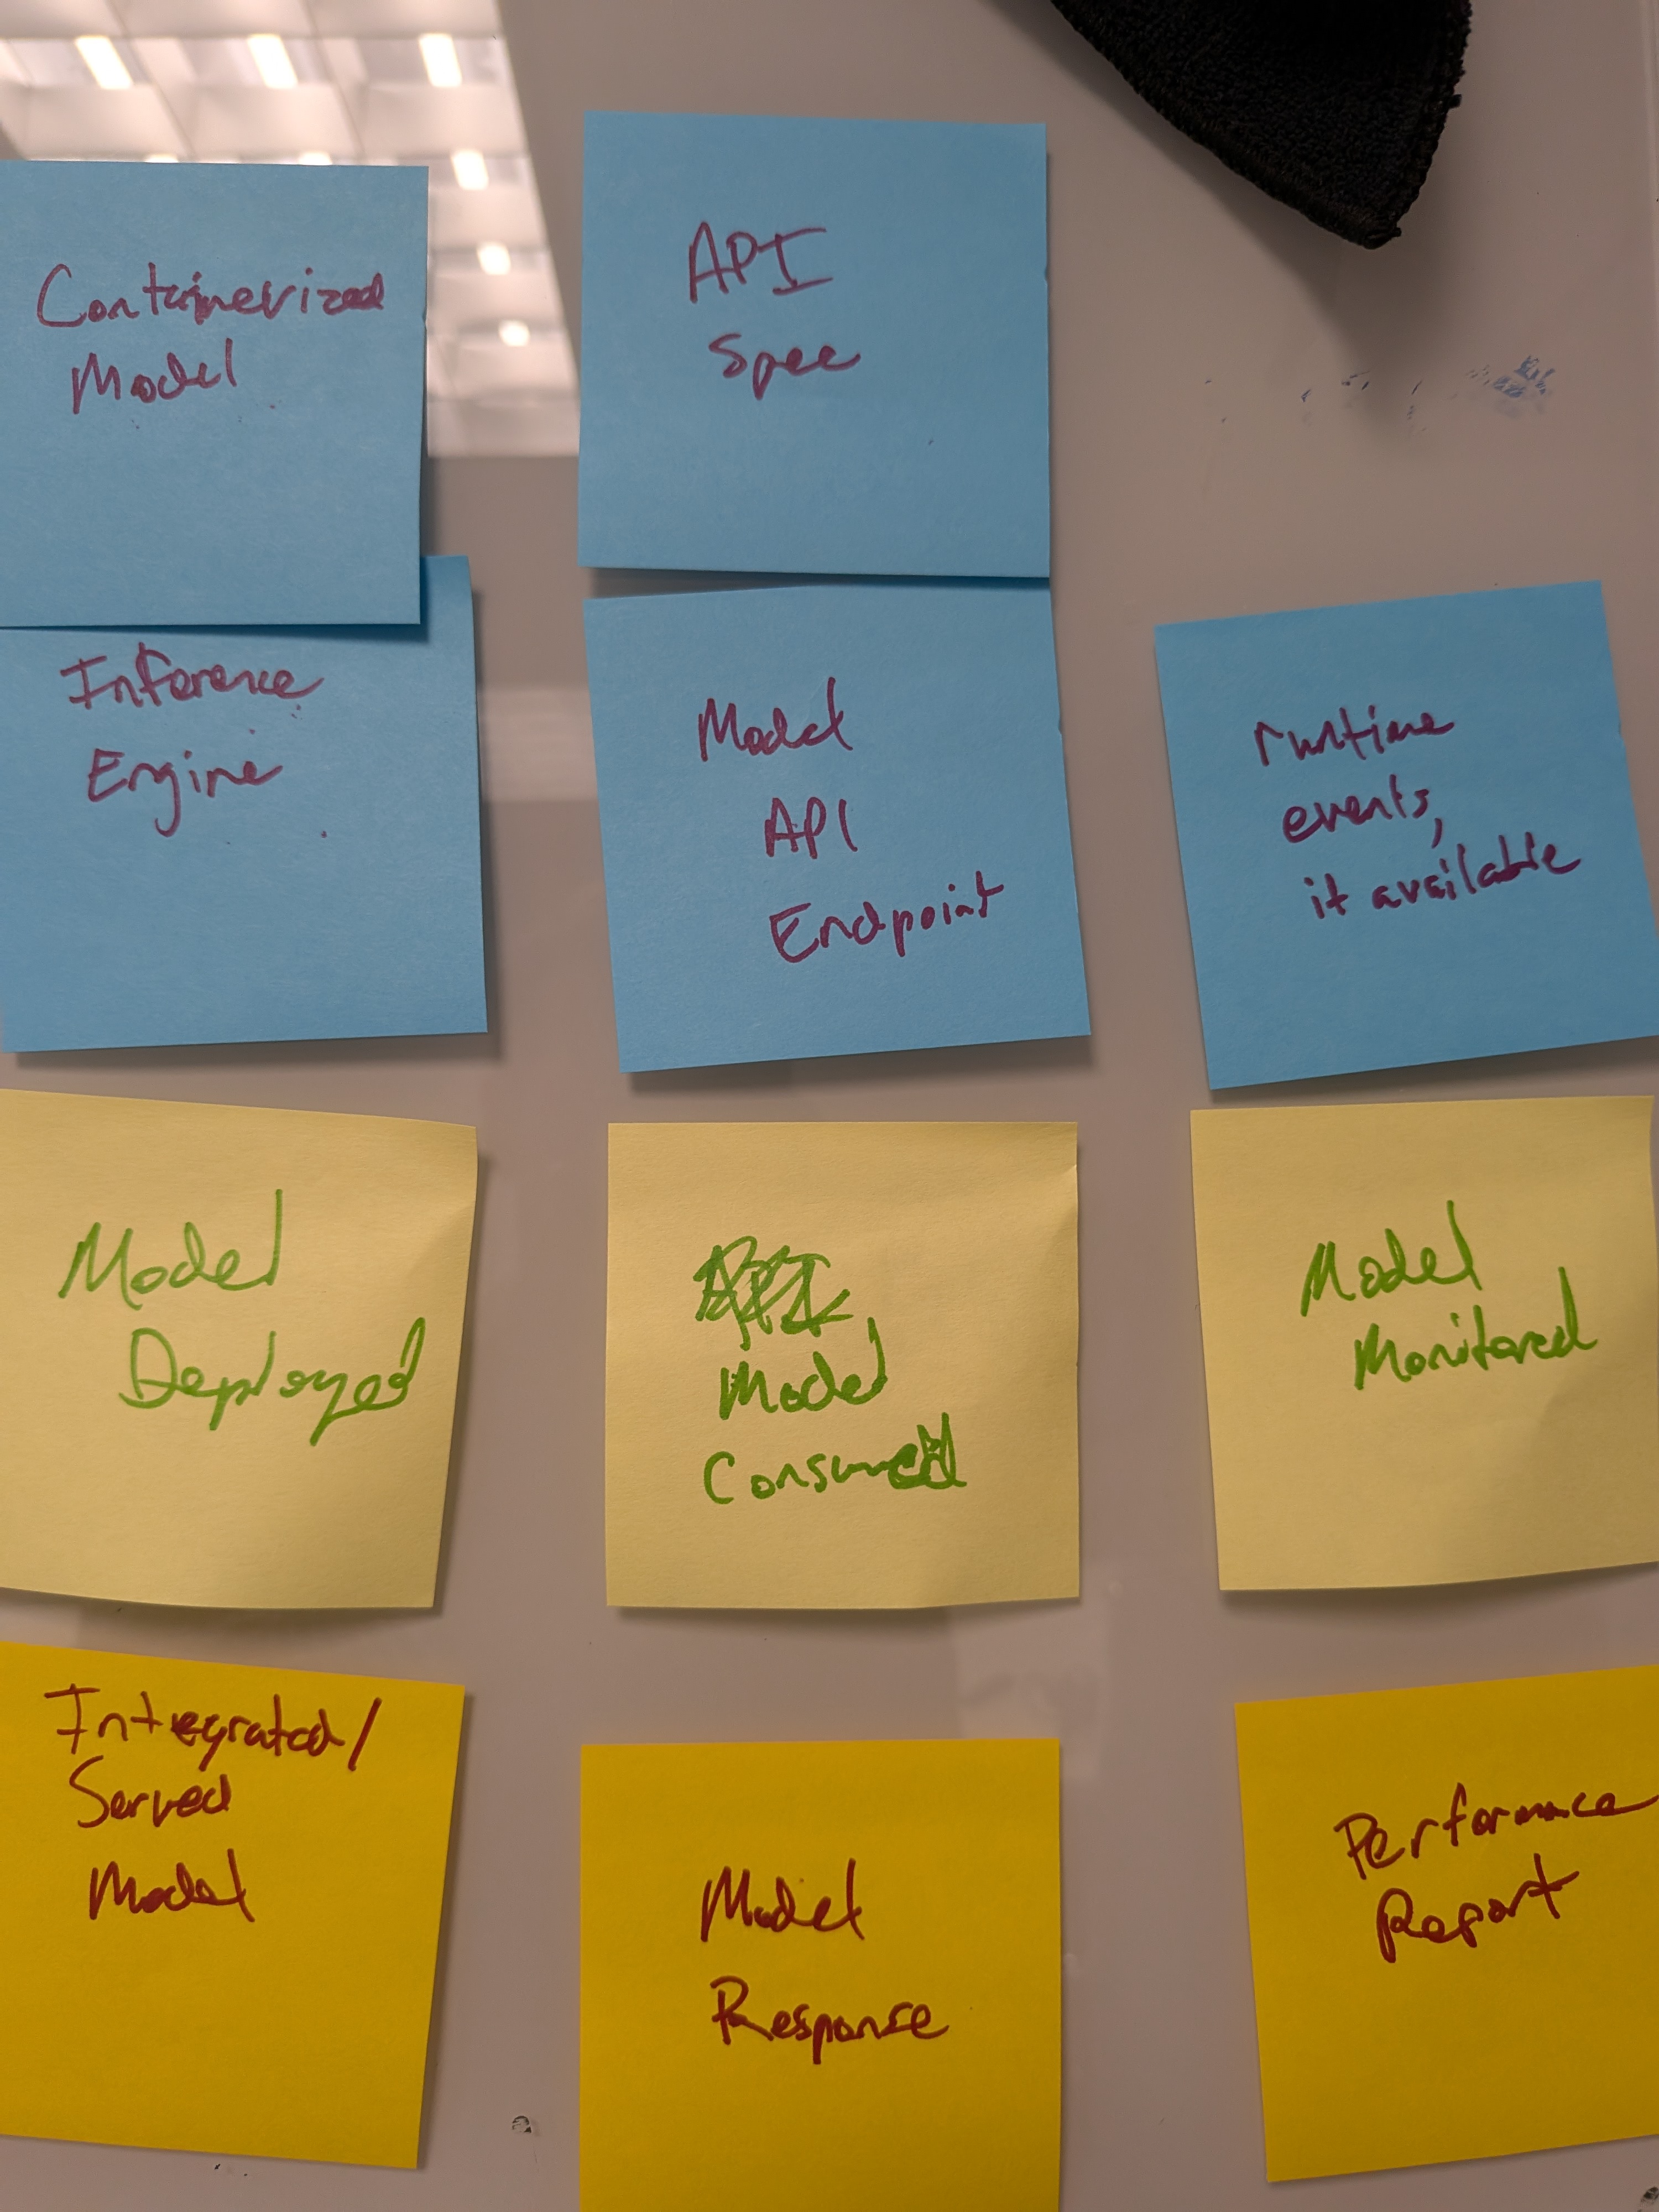 Containerized
Model
API
Spec
Inference
Engine
Model
API
Endpoint
runtime
events,
if available
Model
Deployed
API
Model
Consumed
Model
Monitored
Integrated/
Served
Model
Model
Response
Performance
Report